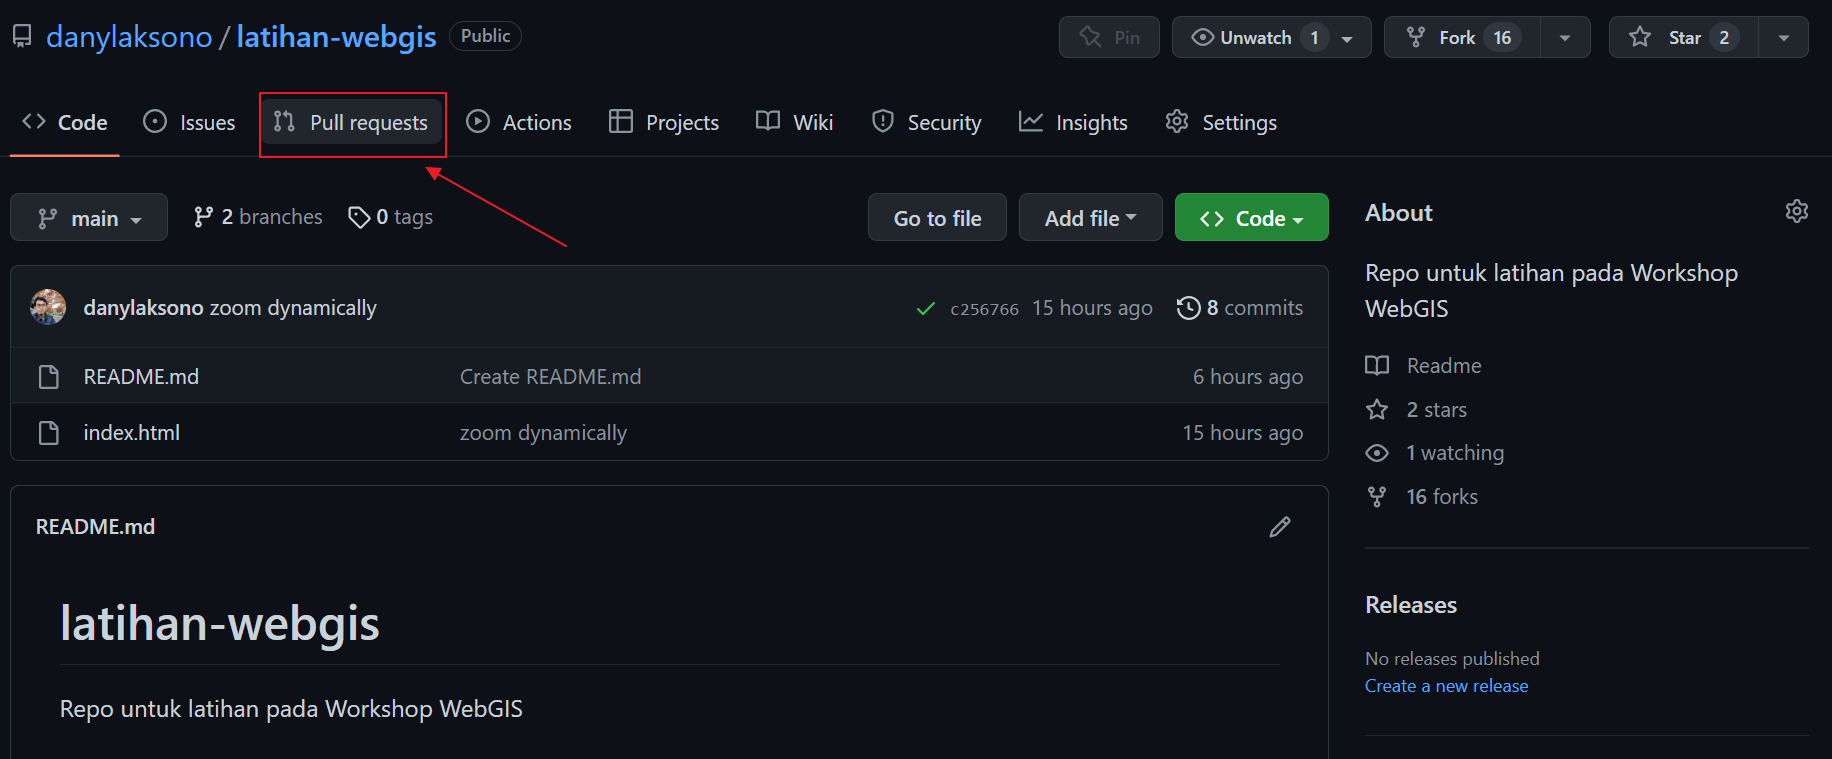 danylaksono / latihan-webgis Public Pin Unwatch 1 Fork 16 Star 2
Code Issues Pull requests Actions Projects Wiki Security Insights Settings
main 2 branches 0 tags Go to file Add file Code
danylaksono zoom dynamically c256766 15 hours ago 8 commits
README.md Create README.md 6 hours ago
index.html zoom dynamically 15 hours ago
README.md
latihan-webgis
Repo untuk latihan pada Workshop WebGIS
About
Repo untuk latihan pada Workshop
WebGIS
Readme
2 stars
1 watching
16 forks
Releases
No releases published
Create a new release